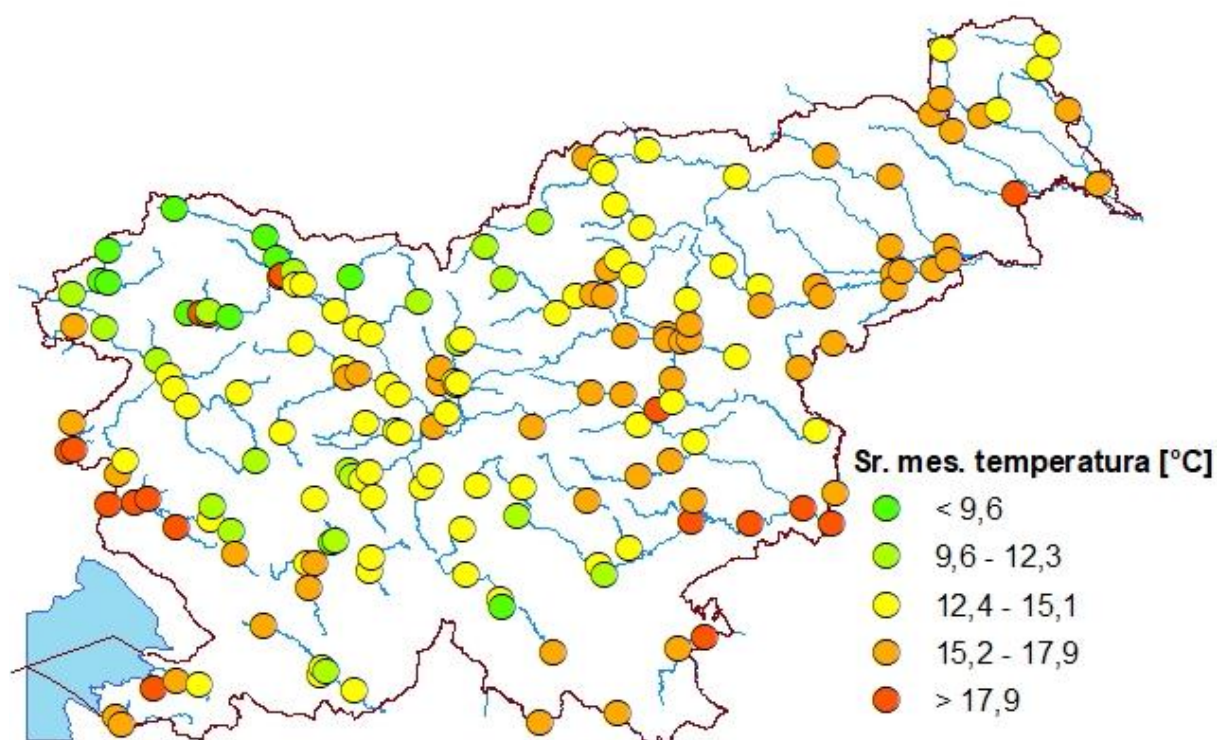 Sr. mes. temperatura [°C]
< 9,6
9,6 - 12,3
12,4 - 15,1
15,2 - 17,9
> 17,9